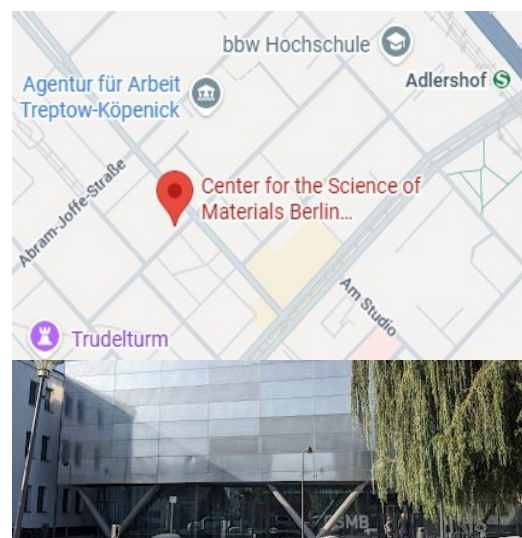 bbw Hochschule
Adlershof
Agentur für Arbeit
Treptow-Köpenick
Abram-Joffe-Straße
Center for the Science of
Materials Berlin...
Am Studio
Trudelturm
CSMB